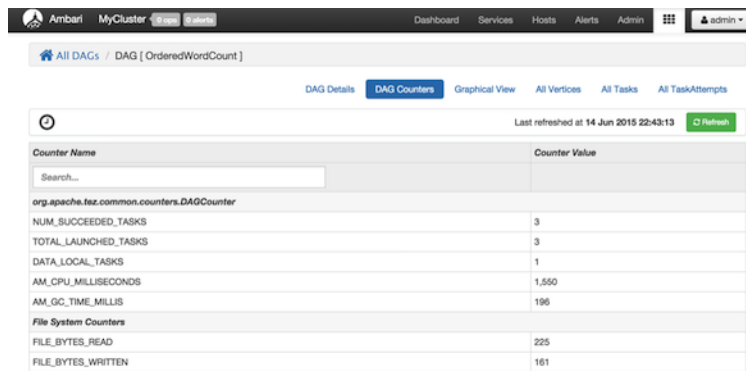 Ambari MyCluster 0 ops 0 alerts Dashboard Services Hosts Alerts Admin admin
All DAGs / DAG [ OrderedWordCount ]
DAG Details DAG Counters Graphical View All Vertices All Tasks All TaskAttempts
Last refreshed at 14 Jun 2015 22:43:13 Refresh
Counter Name Counter Value
Search...
org.apache.tez.common.counters.DAGCounter
NUM_SUCCEEDED_TASKS 3
TOTAL_LAUNCHED_TASKS 3
DATA_LOCAL_TASKS 1
AM_CPU_MILLISECONDS 1,550
AM_GC_TIME_MILLIS 196
File System Counters
FILE_BYTES_READ 225
FILE_BYTES_WRITTEN 161